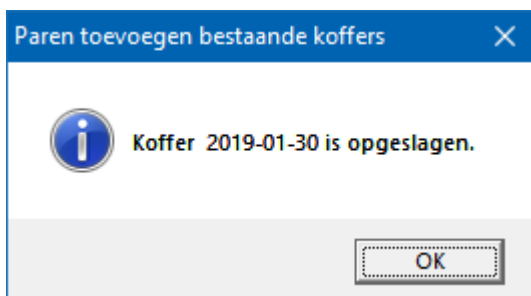 Paren toevoegen bestaande koffers
Koffer 2019-01-30 is opgeslagen.
OK